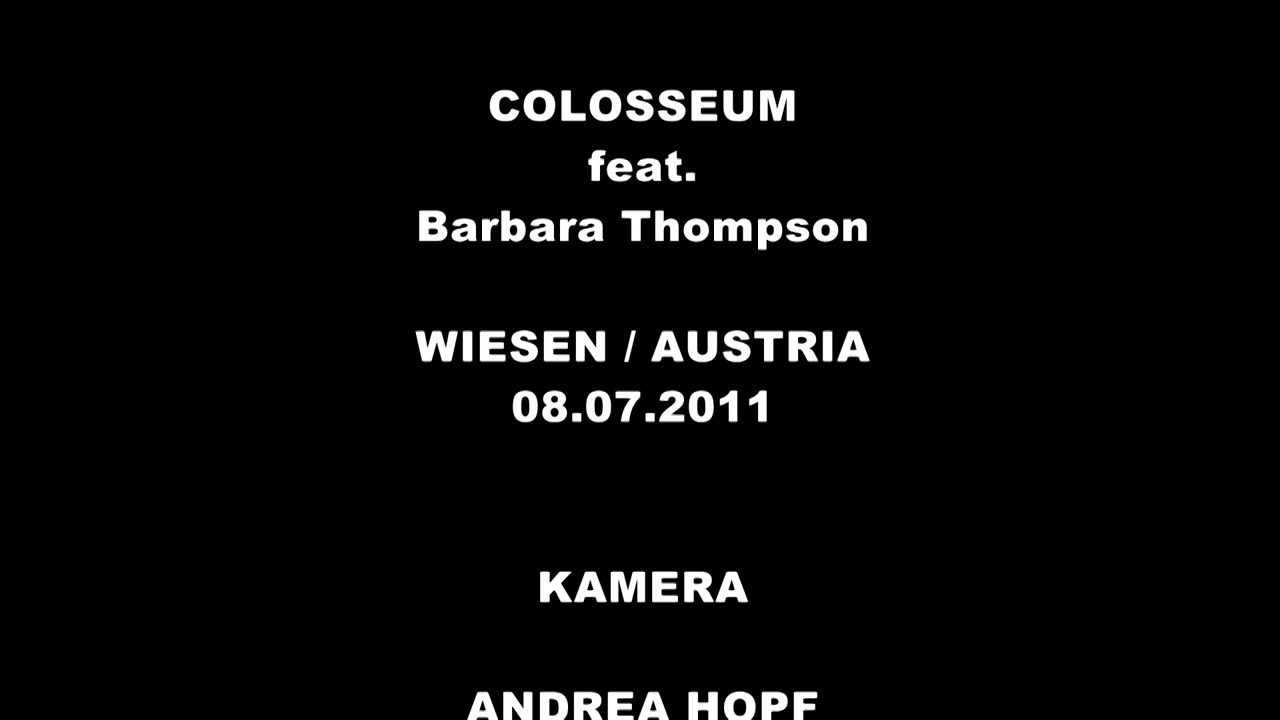 COLOSSEUM
feat.
Barbara Thompson
WIESEN / AUSTRIA
08.07.2011
KAMERA
ANDREA HOPF